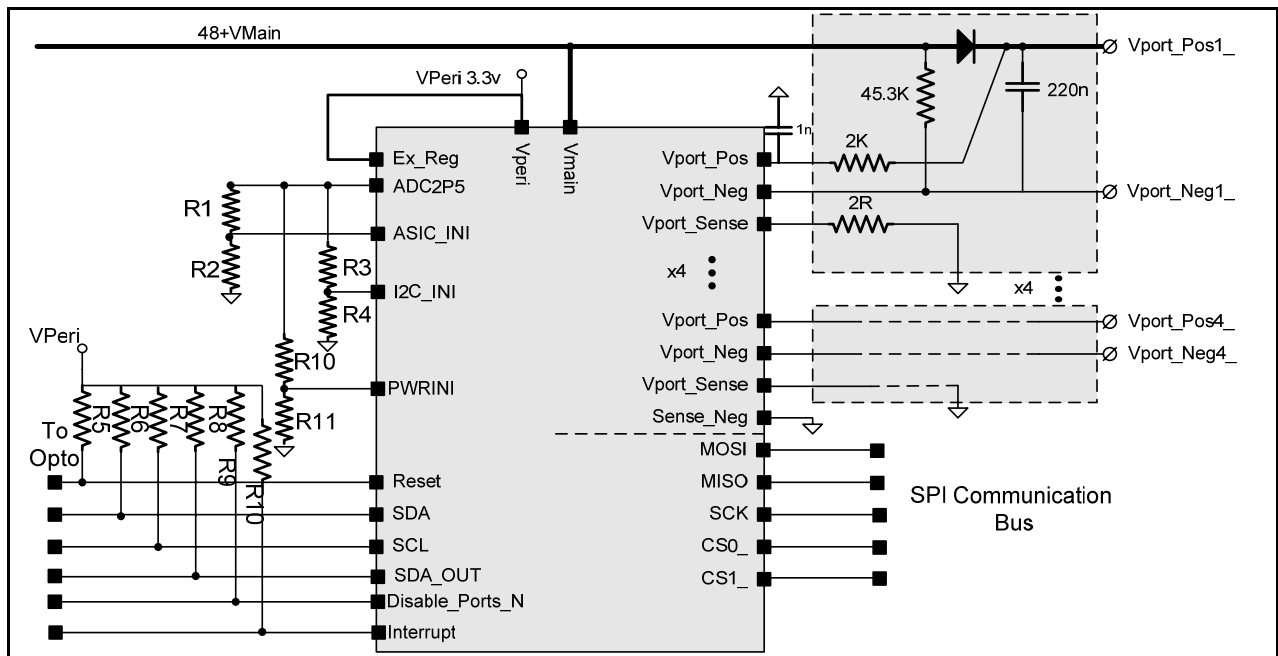 48+VMain
VPeri 3.3v
Vperi
Vmain
Ex_Reg
ADC2P5
ASIC_INI
I2C_INI
PWRINI
Reset
SDA
SCL
SDA_OUT
Disable_Ports_N
Interrupt
R1
R2
R3
R4
R10
R11
VPeri
R5
R6
R7
R8
R9
R10
To
Opto
Vport_Pos
Vport_Neg
Vport_Sense
x4
Vport_Pos
Vport_Neg
Vport_Sense
Sense_Neg
MOSI
MISO
SCK
CS0_
CS1_
1n
45.3K
220n
2K
2R
x4
Vport_Pos1_
Vport_Neg1_
Vport_Pos4_
Vport_Neg4_
SPI Communication
Bus